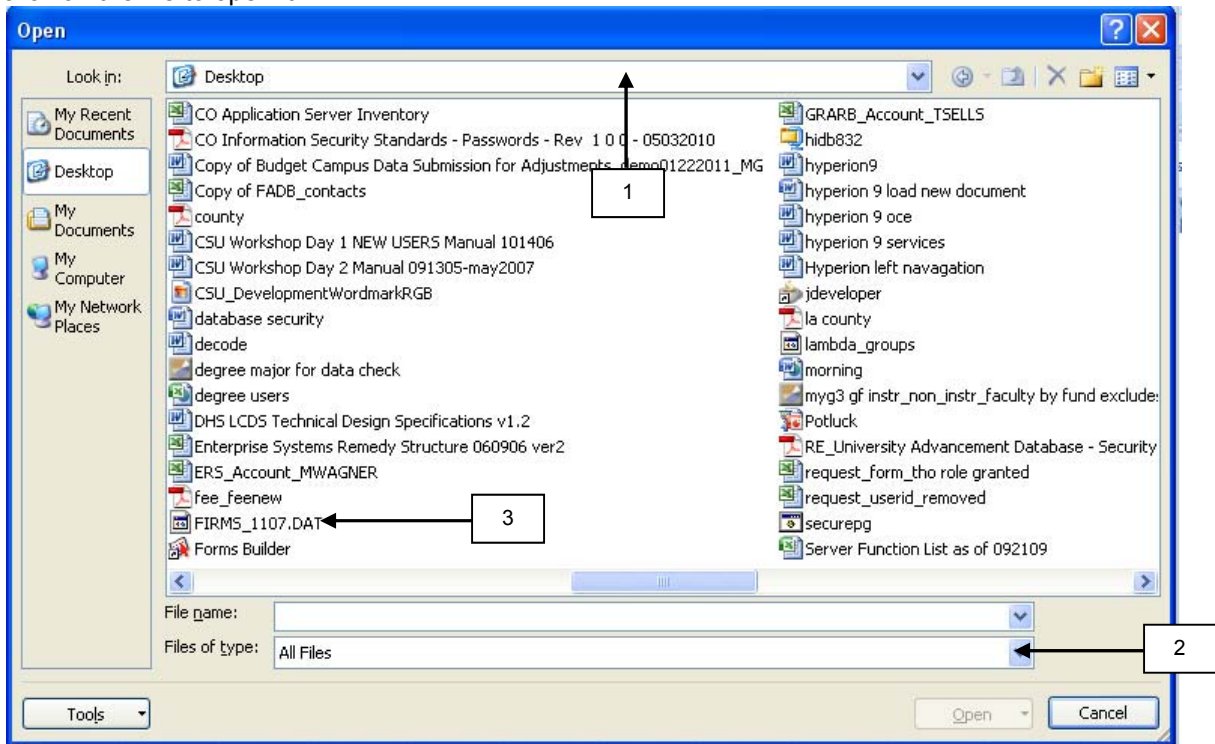 Open
Look in:
Desktop
My Recent
Documents
Desktop
My
Documents
My
Computer
My Network
Places
CO Application Server Inventory
CO Information Security Standards - Passwords - Rev 1 0 0 - 05032010
Copy of Budget Campus Data Submission for Adjustments_demo01222011_MG
Copy of FADB_contacts
county
CSU Workshop Day 1 NEW USERS Manual 101406
CSU Workshop Day 2 Manual 091305-may2007
CSU_DevelopmentWordmarkRGB
database security
decode
degree major for data check
degree users
DHS LCDS Technical Design Specifications v1.2
Enterprise Systems Remedy Structure 060906 ver2
ERS_Account_MWAGNER
fee_feenew
FIRMS_1107.DAT
Forms Builder
GRARB_Account_TSELLS
hidb832
hyperion9
hyperion 9 load new document
hyperion 9 oce
hyperion 9 services
Hyperion left navagation
jdeveloper
la county
lambda_groups
morning
myg3 gf instr_non_instr_faculty by fund exclude
Potluck
RE_University Advancement Database - Security
request_form_tho role granted
request_userid_removed
securepg
Server Function List as of 092109
1
3
File name:
Files of type:
All Files
2
Tools
Open
Cancel